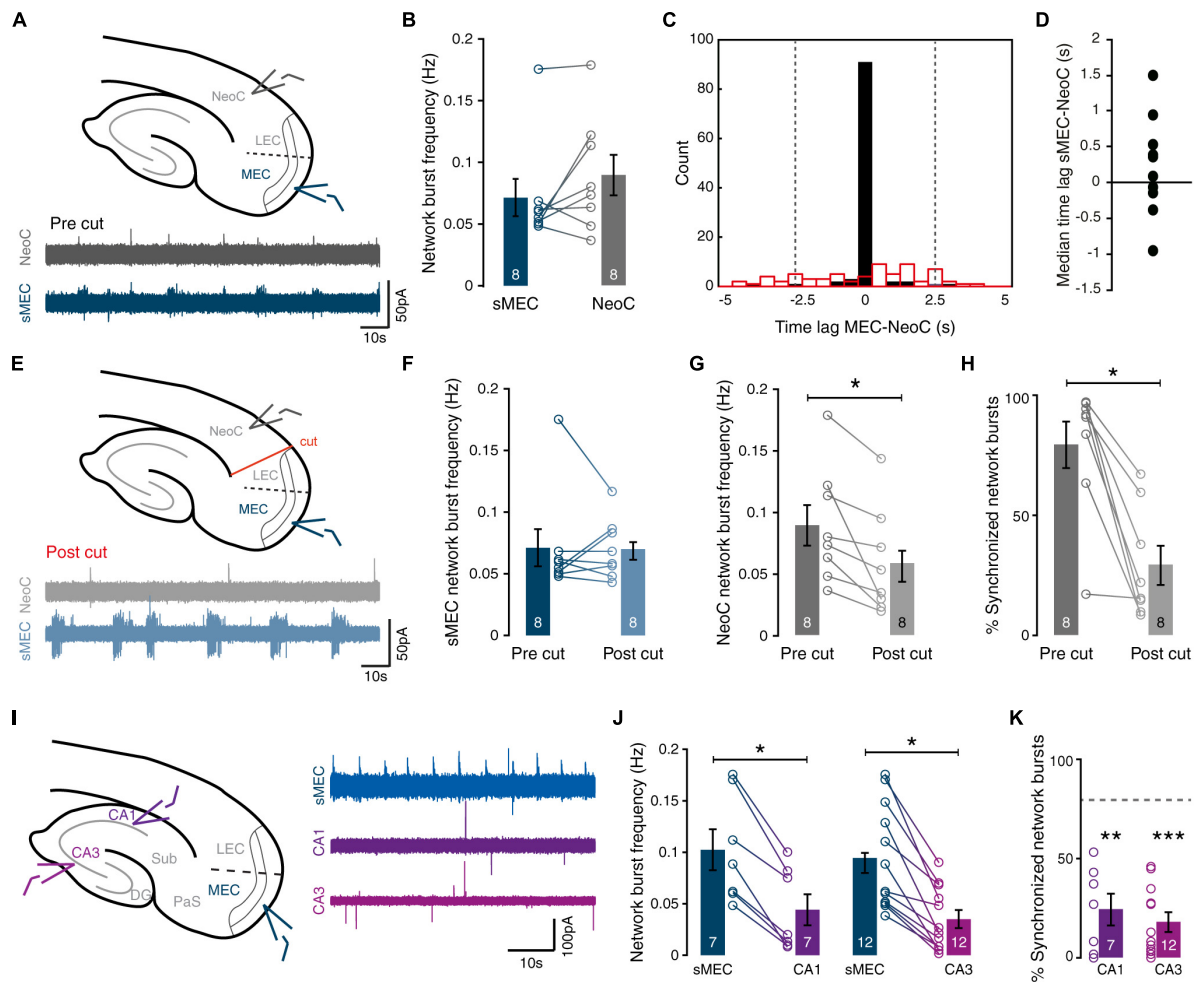 A
NeoC
LEC
MEC
Pre cut
NeoC
sMEC
50pA
10s
B
Network burst frequency (Hz)
0.2
0.15
0.1
0.05
0
8
8
sMEC
NeoC
C
Count
100
80
60
40
20
0
-5
-2.5
0
2.5
5
Time lag MEC-NeoC (s)
D
Median time lag sMEC-NeoC (s)
2
1.5
1
0.5
0
-0.5
-1
-1.5
E
NeoC
cut
LEC
MEC
Post cut
NeoC
sMEC
50pA
10s
F
sMEC network burst frequency (Hz)
0.2
0.15
0.1
0.05
0
8
8
Pre cut
Post cut
G
NeoC network burst frequency (Hz)
0.2
0.15
0.1
0.05
0
*
8
8
Pre cut
Post cut
H
% Synchronized network bursts
100
50
0
*
8
8
Pre cut
Post cut
I
CA1
CA3
Sub
DG
PaS
LEC
MEC
sMEC
CA1
CA3
100pA
10s
J
Network burst frequency (Hz)
0.2
0.15
0.1
0.05
0
*
*
7
7
12
12
sMEC
CA1
sMEC
CA3
K
% Synchronized network bursts
100
50
0
**
***
7
12
CA1
CA3